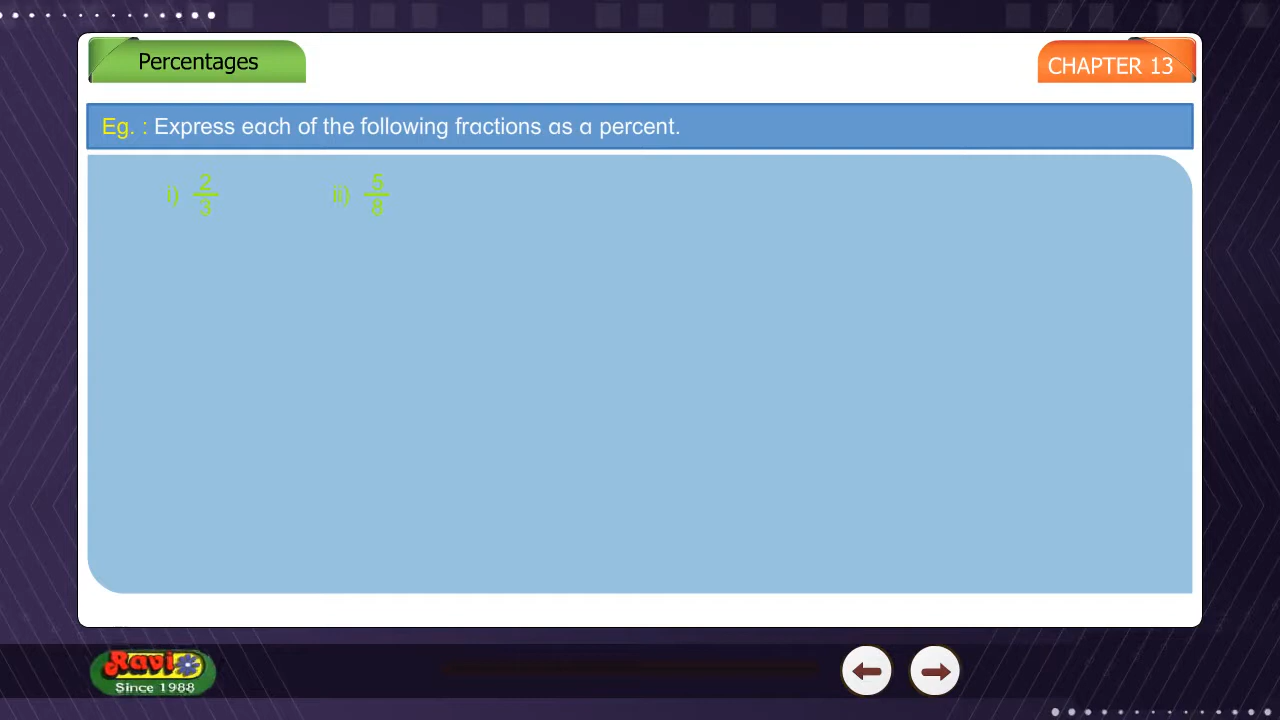 Percentages
CHAPTER 13
Eg. : Express each of the following fractions as a percent.
i) 2/3 ii) 5/8
Ravi
Since 1988